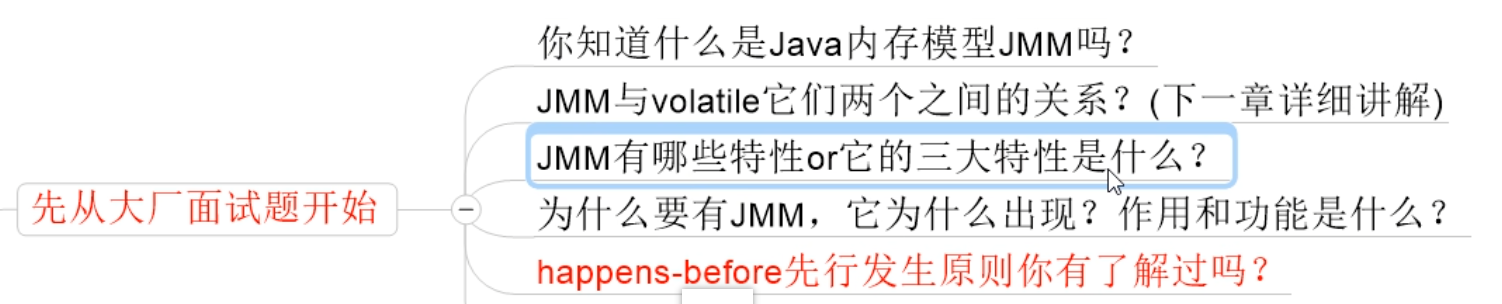 先从大厂面试题开始
你知道什么是Java内存模型JMM吗？
JMM与volatile它们两个之间的关系？(下一章详细讲解)
JMM有哪些特性or它的三大特性是什么？
为什么要有JMM，它为什么出现？作用和功能是什么？
happens-before先行发生原则你有了解过吗？